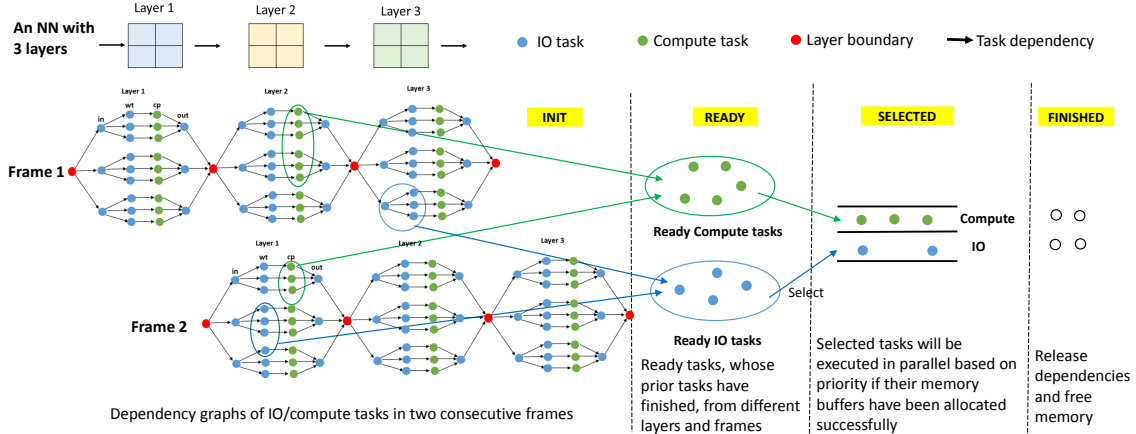 An NN with
3 layers
Layer 1
Layer 2
Layer 3
IO task
Compute task
Layer boundary
Task dependency
Layer 1
Layer 2
Layer 3
in
wt
cp
out
INIT
READY
SELECTED
FINISHED
Frame 1
Ready Compute tasks
Compute
IO
Layer 1
Layer 2
Layer 3
in
wt
cp
out
Select
Frame 2
Ready IO tasks
Ready tasks, whose
prior tasks have
finished, from different
layers and frames
Selected tasks will be
executed in parallel based on
priority if their memory
buffers have been allocated
successfully
Release
dependencies
and free
memory
Dependency graphs of IO/compute tasks in two consecutive frames